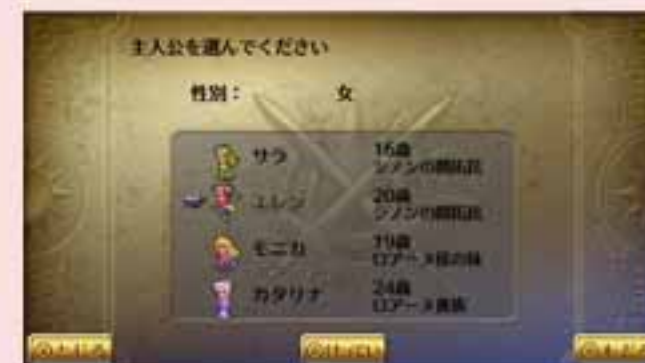 主人公を選んでください
性別： 女
サラ 16歳
シノンの開拓民
エレン 20歳
シノンの開拓民
モニカ 19歳
ロアーヌ侯の妹
カタリナ 24歳
ロアーヌ貴族